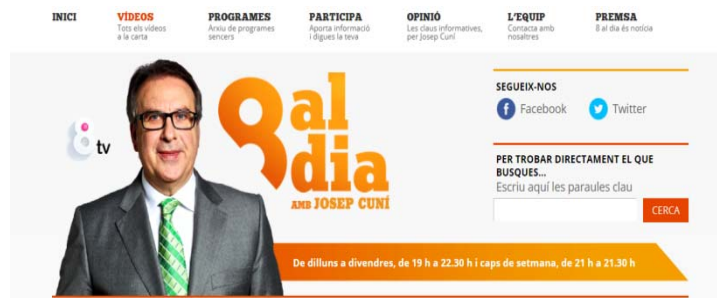 INICI
VÍDEOS
Tots els vídeos
a la carta
PROGRAMES
Arxiu de programes
sencers
PARTICIPA
Aporta informació
i digues la teva
OPINIÓ
Les claus informatives,
per Josep Cuní
L'EQUIP
Contacta amb
nosaltres
PREMSA
8 al dia és notícia
8 tv
8 al
dia
AMB JOSEP CUNÍ
SEGUEIX-NOS
Facebook
Twitter
PER TROBAR DIRECTAMENT EL QUE
BUSQUES...
Escriu aquí les paraules clau
CERCA
De dilluns a divendres, de 19 h a 22.30 h i caps de setmana, de 21 h a 21.30 h